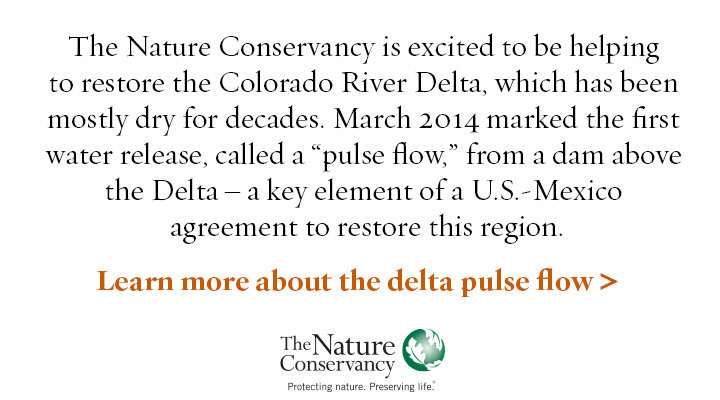 The Nature Conservancy is excited to be helping
to restore the Colorado River Delta, which has been
mostly dry for decades. March 2014 marked the first
water release, called a “pulse flow,” from a dam above
the Delta – a key element of a U.S.-Mexico
agreement to restore this region.
Learn more about the delta pulse flow >
The Nature
Conservancy
Protecting nature. Preserving life.®